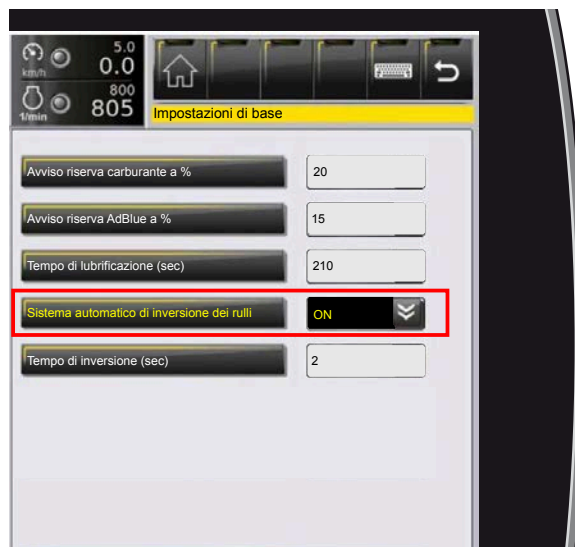 5.0
km/h 0.0
800
1/min 805
Impostazioni di base
Avviso riserva carburante a % 20
Avviso riserva AdBlue a % 15
Tempo di lubrificazione (sec) 210
Sistema automatico di inversione dei rulli ON
Tempo di inversione (sec) 2